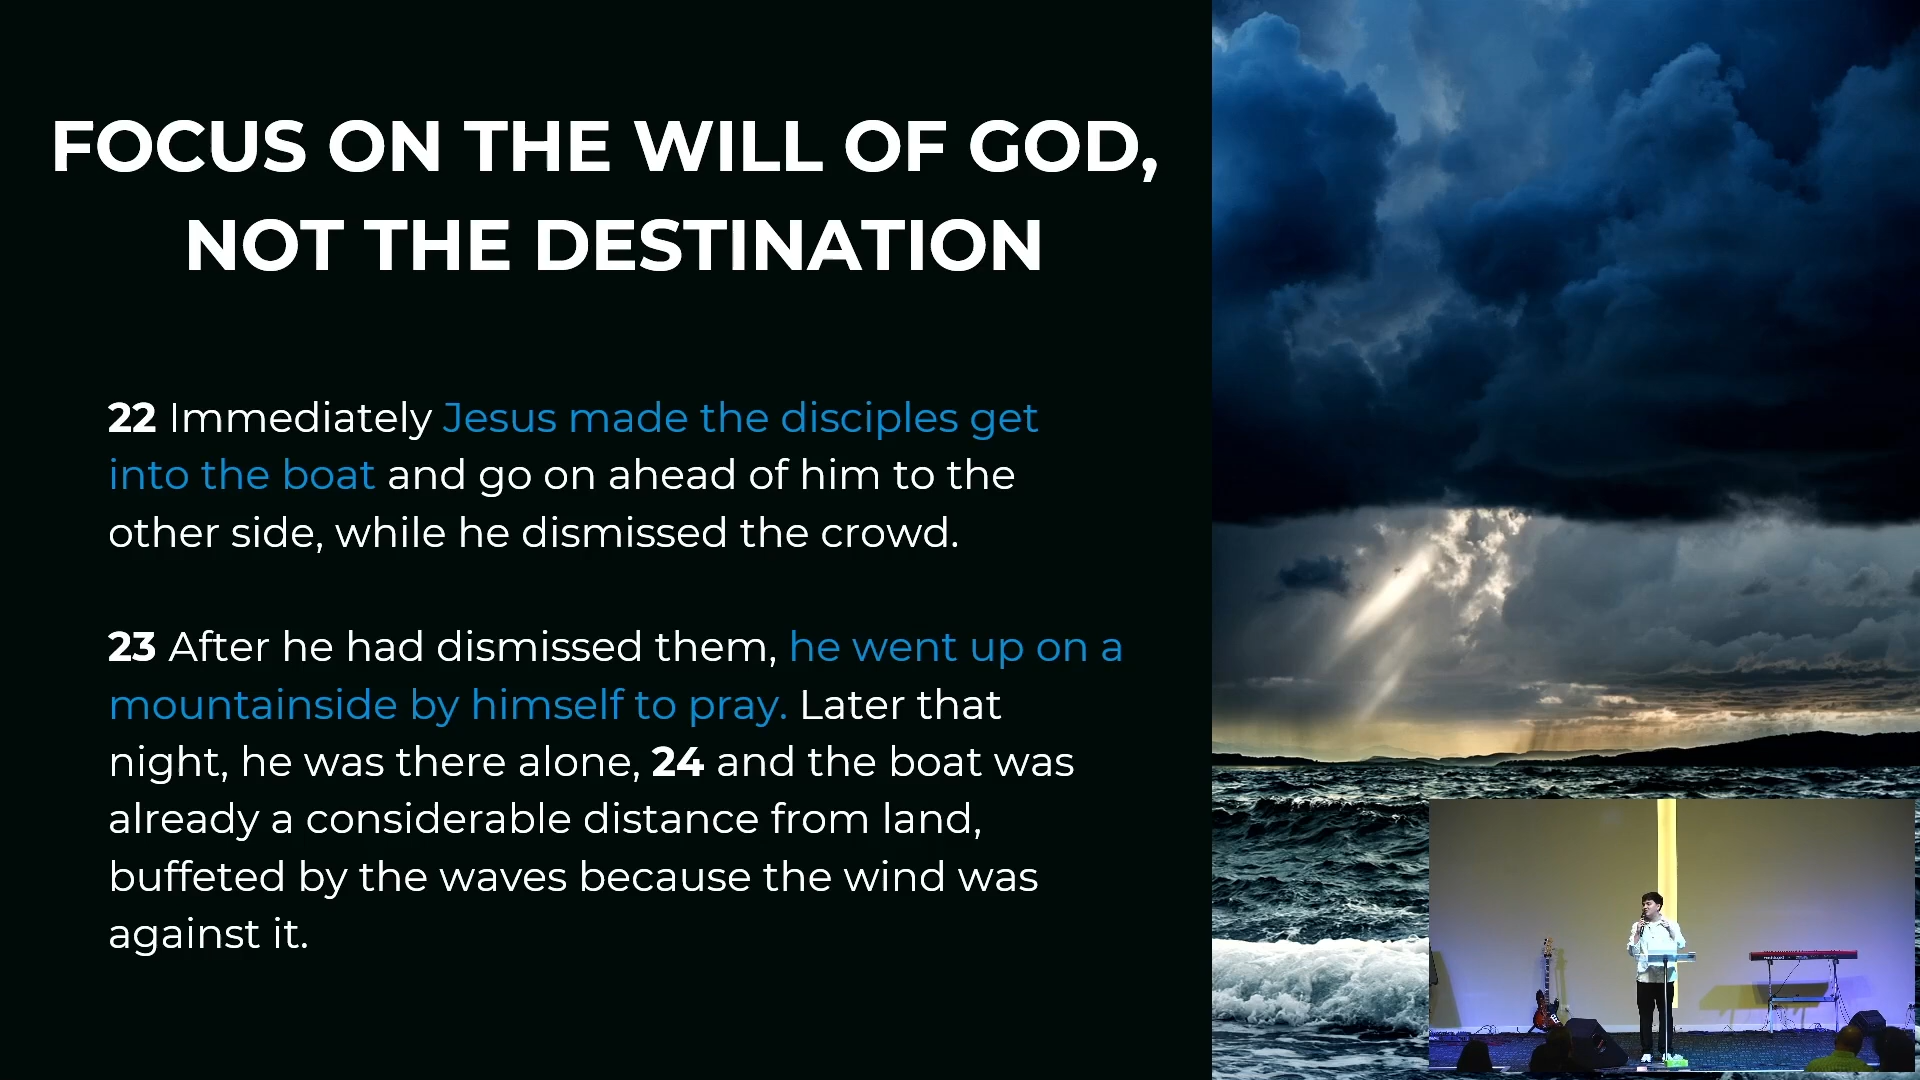 FOCUS ON THE WILL OF GOD,
NOT THE DESTINATION
22 Immediately Jesus made the disciples get
into the boat and go on ahead of him to the
other side, while he dismissed the crowd.
23 After he had dismissed them, he went up on a
mountainside by himself to pray. Later that
night, he was there alone, 24 and the boat was
already a considerable distance from land,
buffeted by the waves because the wind was
against it.